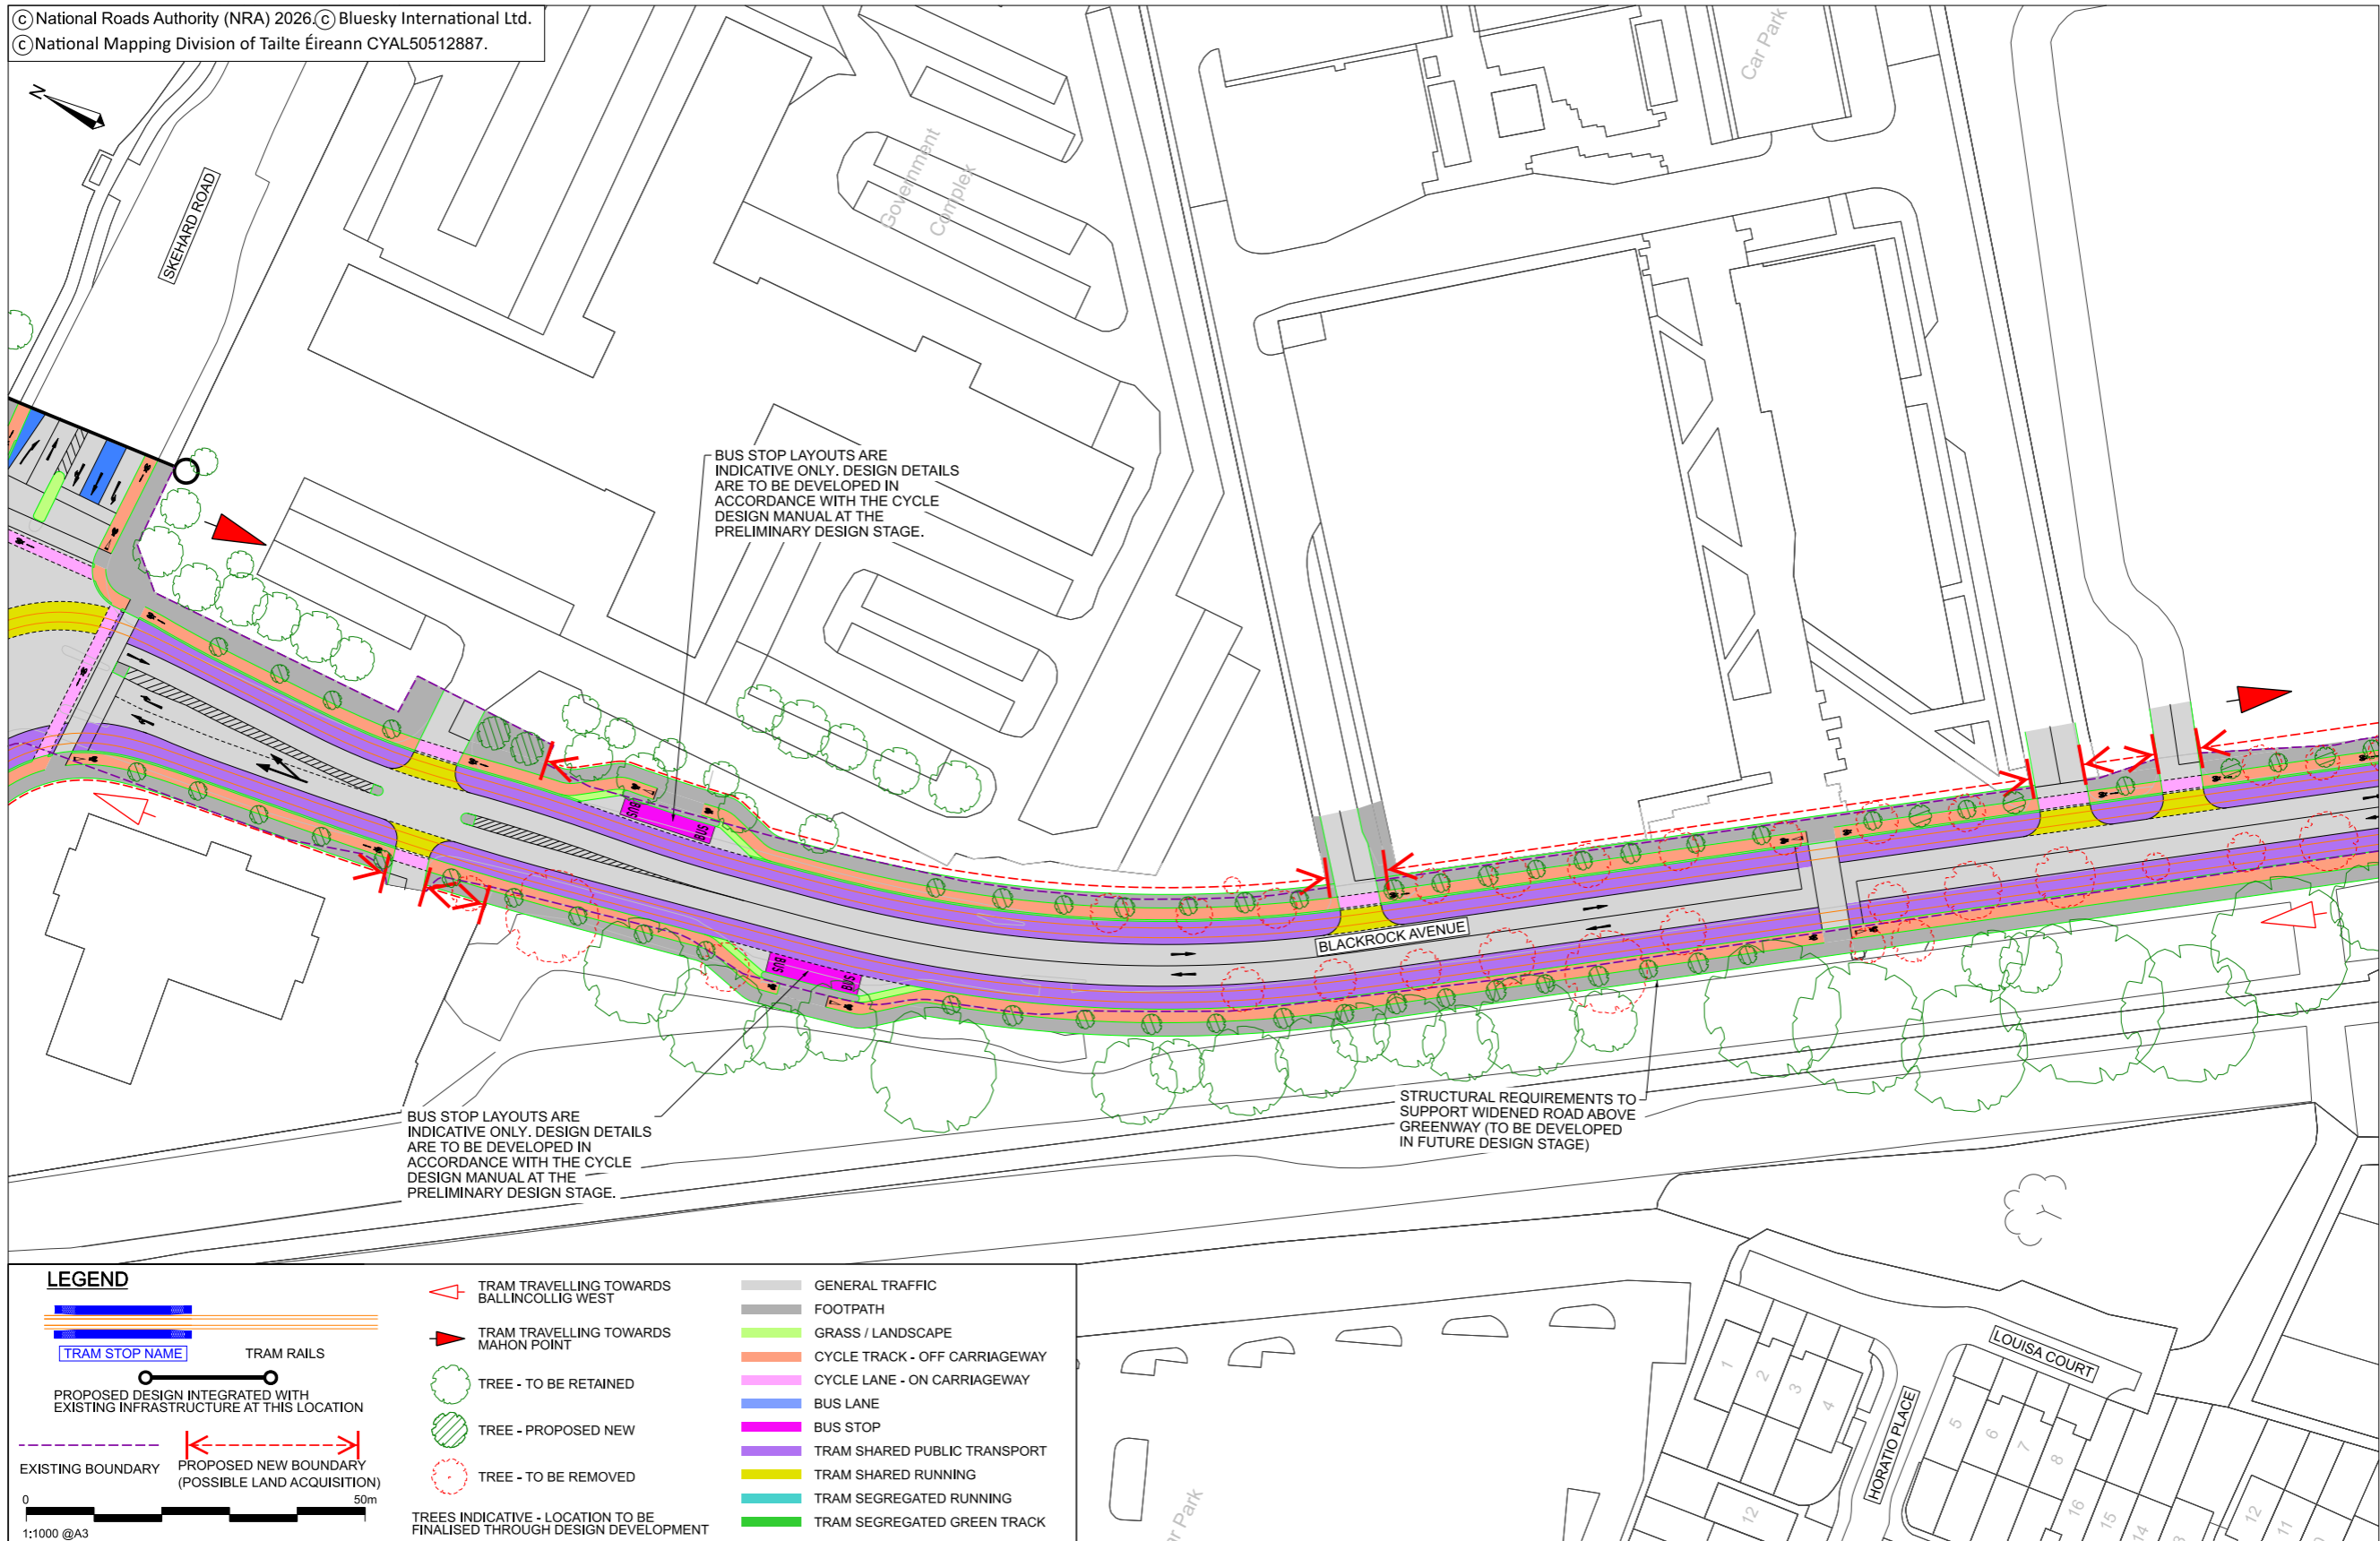 © National Roads Authority (NRA) 2026. © Bluesky International Ltd.
© National Mapping Division of Tailte Éireann CYAL50512887.
N
SKEHARD ROAD
Government
Complex
Car Park
BUS STOP LAYOUTS ARE
INDICATIVE ONLY. DESIGN DETAILS
ARE TO BE DEVELOPED IN
ACCORDANCE WITH THE CYCLE
DESIGN MANUAL AT THE
PRELIMINARY DESIGN STAGE.
BUS
BUS
BLACKROCK AVENUE
BUS
BUS
BUS STOP LAYOUTS ARE
INDICATIVE ONLY. DESIGN DETAILS
ARE TO BE DEVELOPED IN
ACCORDANCE WITH THE CYCLE
DESIGN MANUAL AT THE
PRELIMINARY DESIGN STAGE.
STRUCTURAL REQUIREMENTS TO
SUPPORT WIDENED ROAD ABOVE
GREENWAY (TO BE DEVELOPED
IN FUTURE DESIGN STAGE)
LOUISA COURT
HORATIO PLACE
1
2
3
4
5
6
7
8
16
15
14
12
12
11
Park
LEGEND
TRAM STOP NAME
TRAM RAILS
PROPOSED DESIGN INTEGRATED WITH
EXISTING INFRASTRUCTURE AT THIS LOCATION
EXISTING BOUNDARY
PROPOSED NEW BOUNDARY
(POSSIBLE LAND ACQUISITION)
0
50m
1:1000 @A3
TRAM TRAVELLING TOWARDS
BALLINCOLLIG WEST
TRAM TRAVELLING TOWARDS
MAHON POINT
TREE - TO BE RETAINED
TREE - PROPOSED NEW
TREE - TO BE REMOVED
TREES INDICATIVE - LOCATION TO BE
FINALISED THROUGH DESIGN DEVELOPMENT
GENERAL TRAFFIC
FOOTPATH
GRASS / LANDSCAPE
CYCLE TRACK - OFF CARRIAGEWAY
CYCLE LANE - ON CARRIAGEWAY
BUS LANE
BUS STOP
TRAM SHARED PUBLIC TRANSPORT
TRAM SHARED RUNNING
TRAM SEGREGATED RUNNING
TRAM SEGREGATED GREEN TRACK